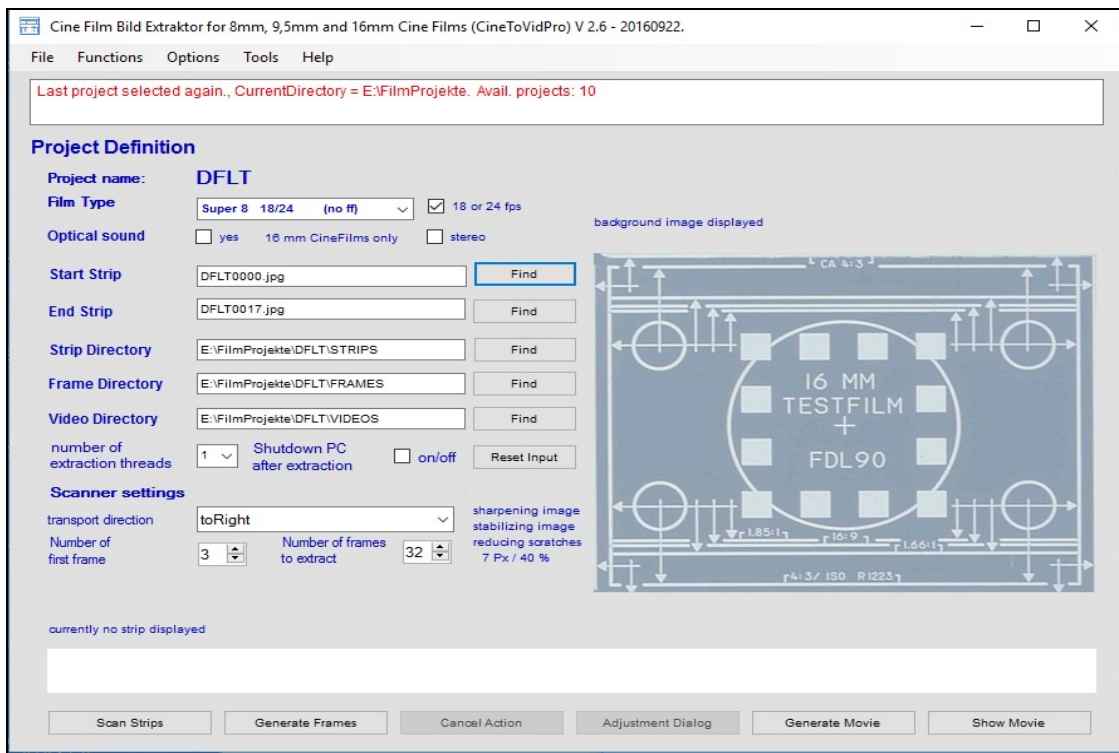 Cine Film Bild Extraktor for 8mm, 9,5mm and 16mm Cine Films (CineToVidPro) V 2.6 - 20160922.
File Functions Options Tools Help
Last project selected again., CurrentDirectory = E:\FilmProjekte. Avail. projects: 10
Project Definition
Project name: DFLT
Film Type Super 8 18/24 (no ff) 18 or 24 fps
Optical sound yes 16 mm CineFilms only stereo
background image displayed
Start Strip DFLT0000.jpg Find
End Strip DFLT0017.jpg Find
Strip Directory E:\FilmProjekte\DFLT\STRIPS Find
Frame Directory E:\FilmProjekte\DFLT\FRAMES Find
Video Directory E:\FilmProjekte\DFLT\VIDEOS Find
number of
extraction threads 1
Shutdown PC
after extraction
on/off Reset Input
Scanner settings
transport direction toRight
Number of
first frame 3
Number of frames
to extract 32
sharpening image
stabilizing image
reducing scratches
7 Px / 40 %
CA 4:3
16 MM
TESTFILM
FDL90
1.85:1
16:9
1.66:1
4:3/ ISO R1223
currently no strip displayed
Scan Strips Generate Frames Cancel Action Adjustment Dialog Generate Movie Show Movie